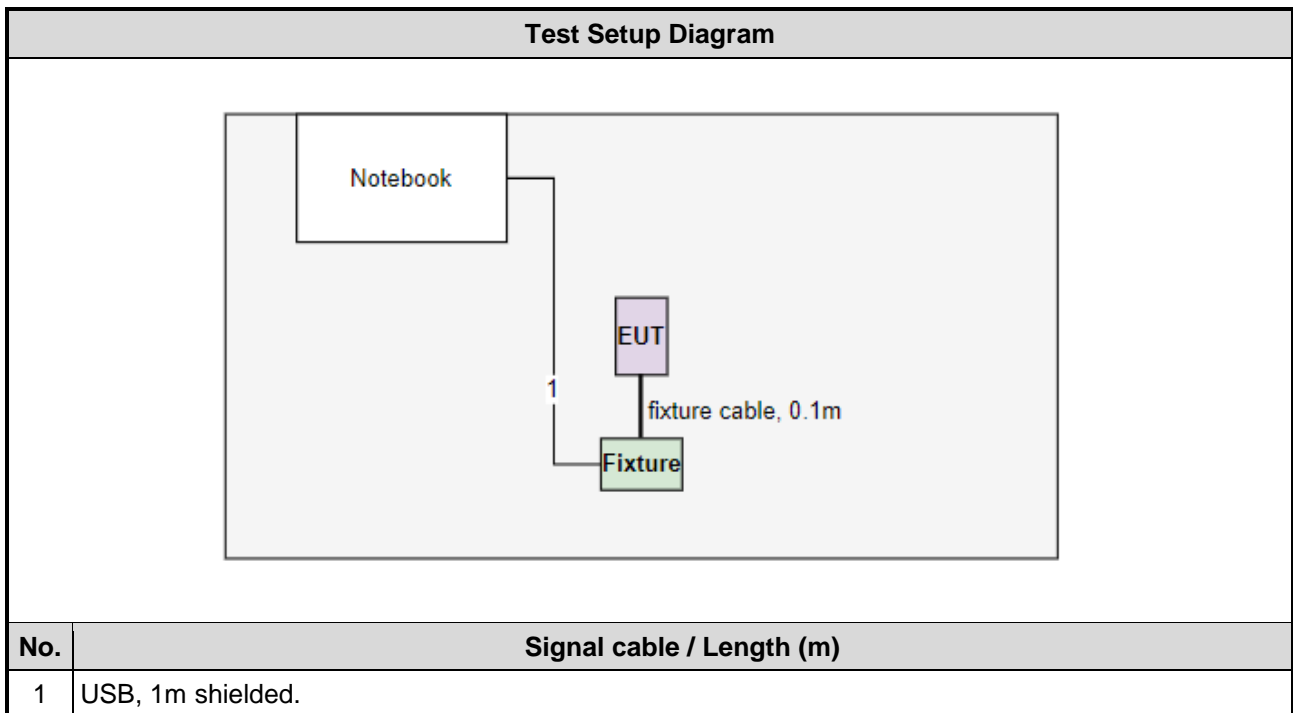 Test Setup Diagram
Notebook
EUT
1
fixture cable, 0.1m
Fixture
No. Signal cable / Length (m)
1 USB, 1m shielded.